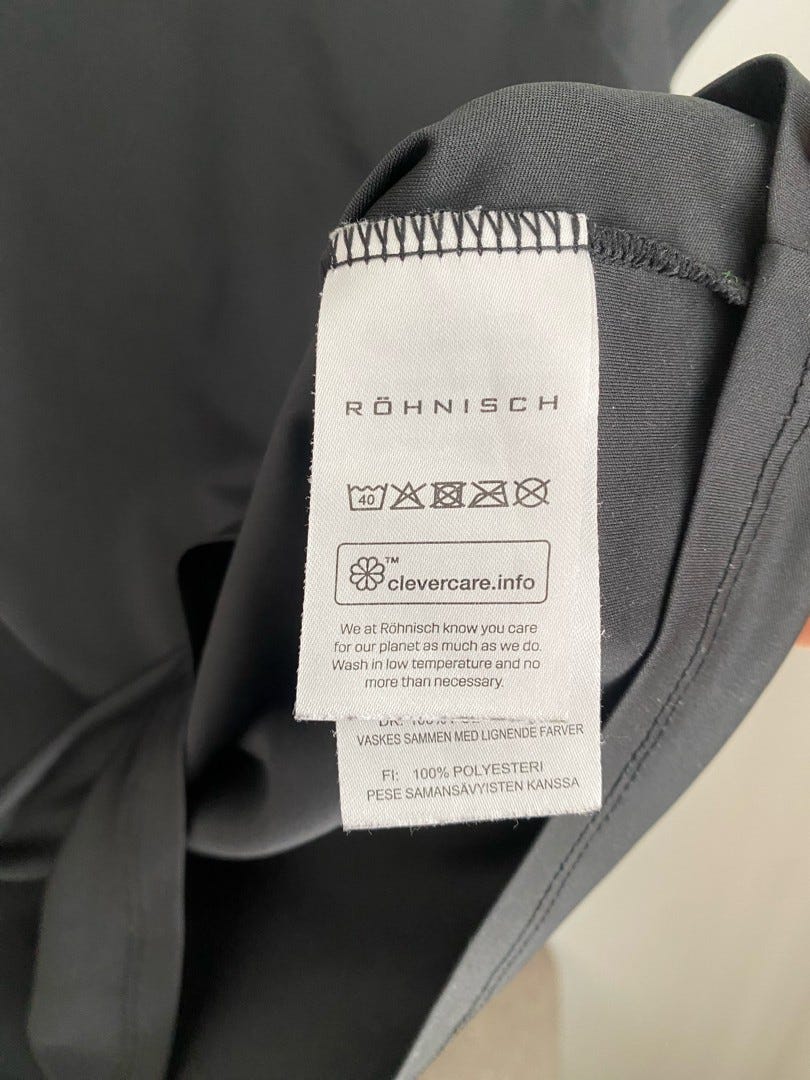 RÖHNISCH
40
™
clevercare.info
We at Röhnisch know you care
for our planet as much as we do.
Wash in low temperature and no
more than necessary.
VASKES SAMMEN MED LIGNENDE FARVER
FI: 100% POLYESTERI
PESE SAMANSÄVYISTEN KANSSA